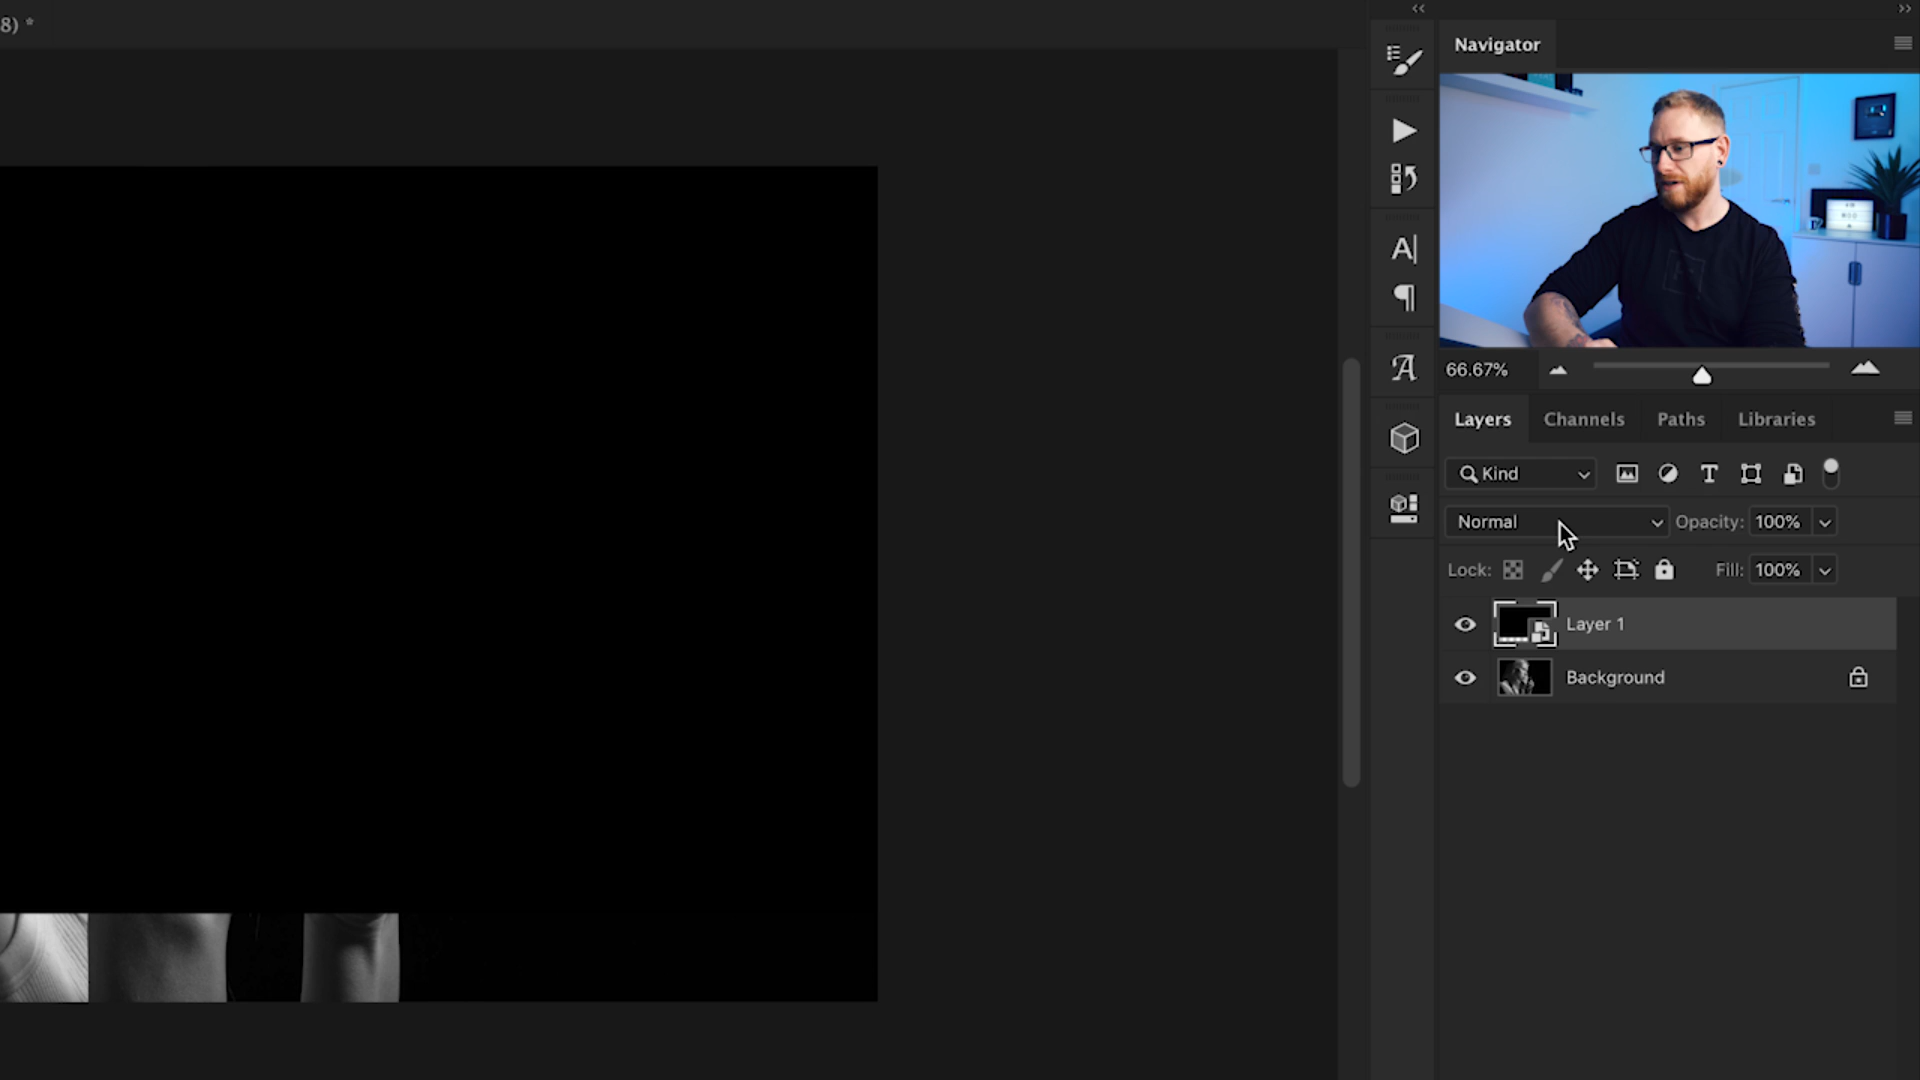 8) *
Navigator
66.67%
Layers Channels Paths Libraries
Kind
Normal Opacity: 100%
Lock: Fill: 100%
Layer 1
Background